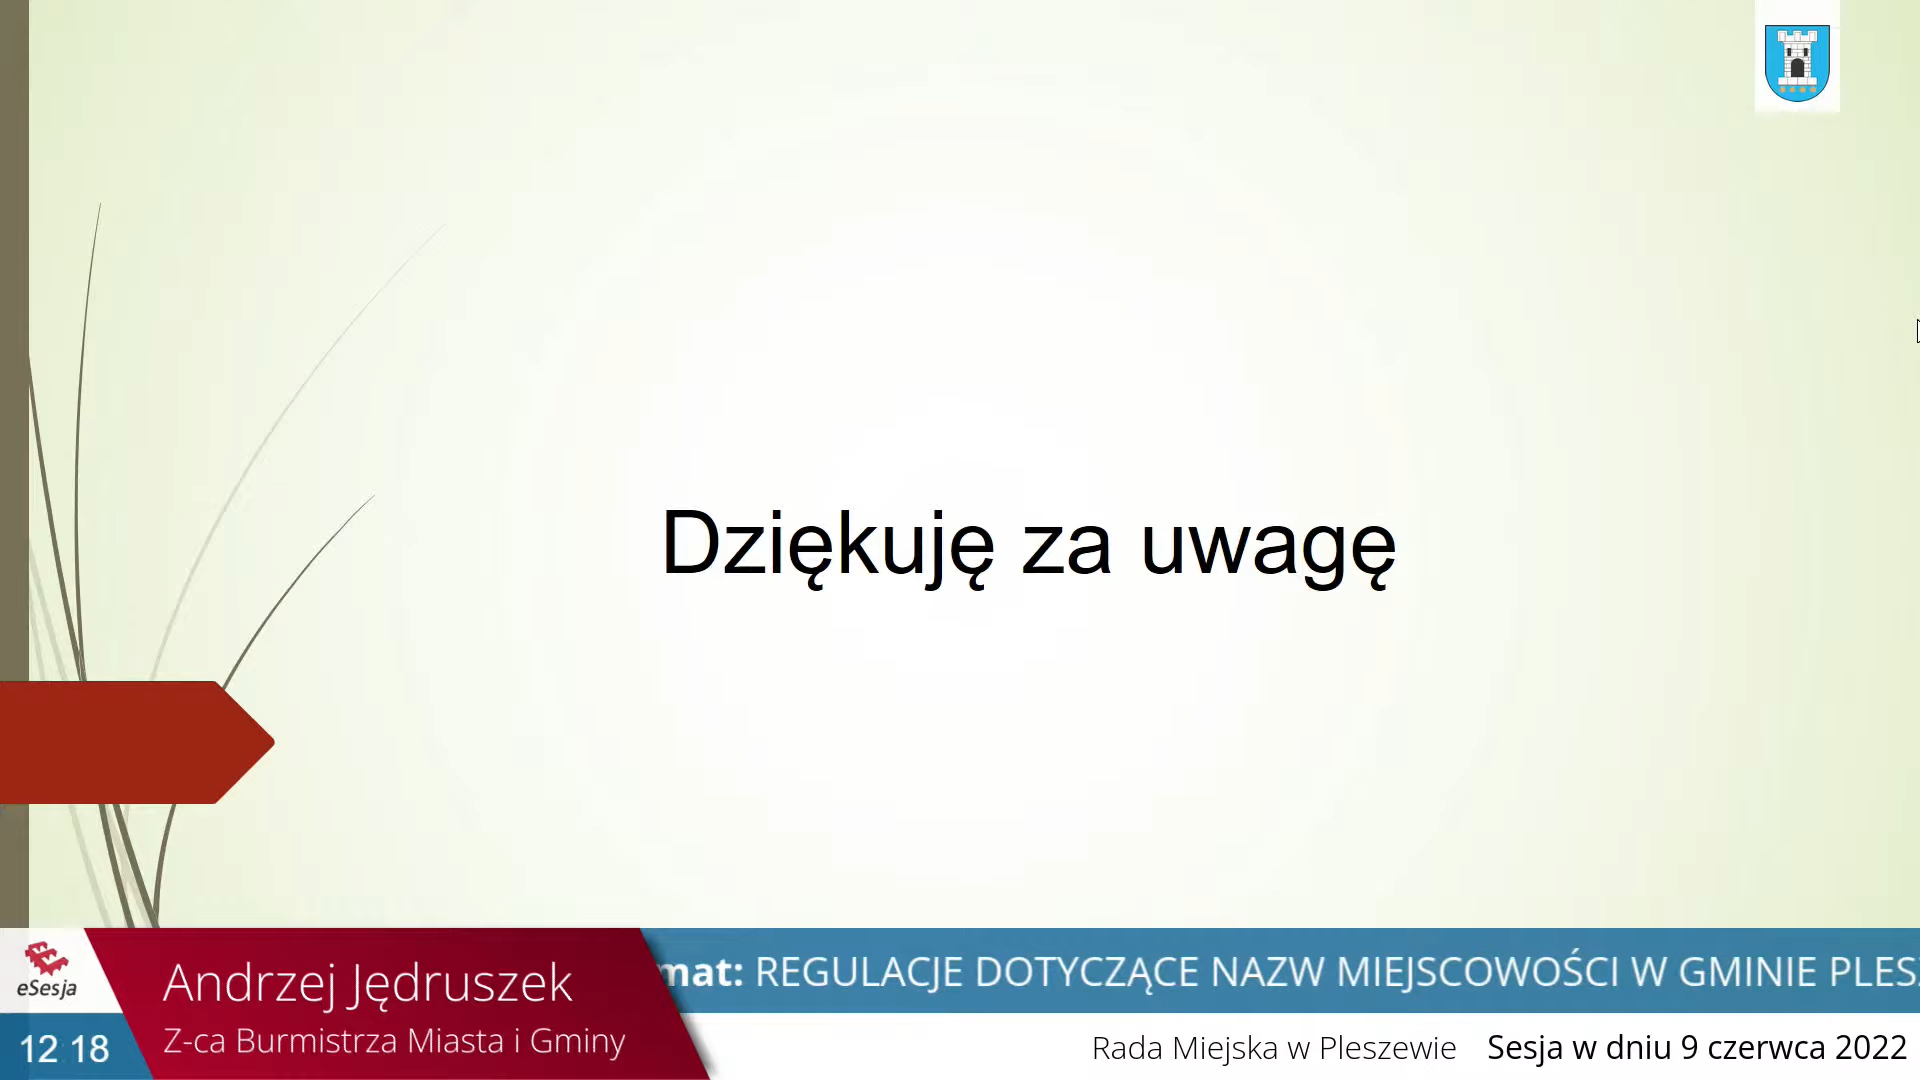 Dziękuję za uwagę
eSesja
Andrzej Jędruszek
Z-ca Burmistrza Miasta i Gminy
12 18
mat: REGULACJE DOTYCZĄCE NAZW MIEJSCOWOŚCI W GMINIE PLES
Rada Miejska w Pleszewie Sesja w dniu 9 czerwca 2022